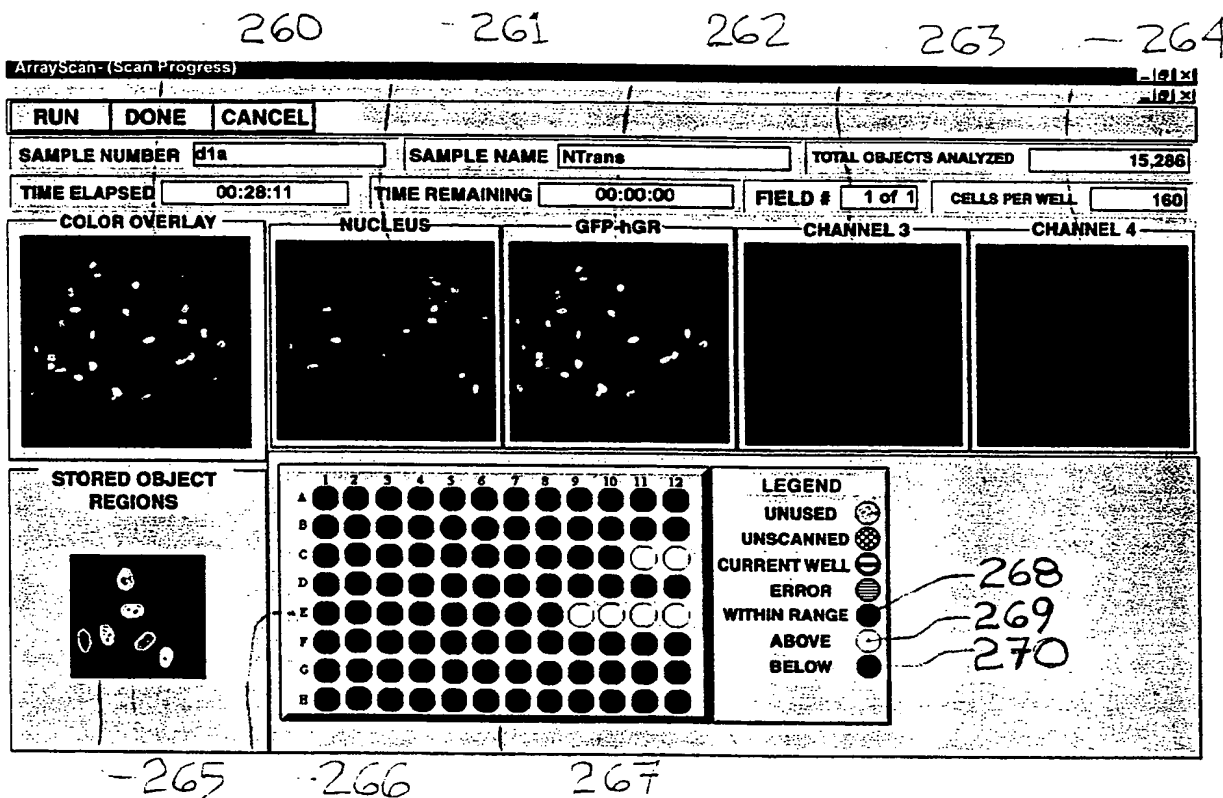 260 261 262 263 264
ArrayScan- (Scan Progress)
RUN DONE CANCEL
SAMPLE NUMBER d1a SAMPLE NAME NTrans TOTAL OBJECTS ANALYZED 15,286
TIME ELAPSED 00:28:11 TIME REMAINING 00:00:00 FIELD # 1 of 1 CELLS PER WELL 160
COLOR OVERLAY NUCLEUS GFP-hGR CHANNEL 3 CHANNEL 4
STORED OBJECT
REGIONS
1 2 3 4 5 6 7 8 9 10 11 12
A
B
C
D
E
F
G
H
LEGEND
UNUSED
UNSCANNED
CURRENT WELL
ERROR
WITHIN RANGE 268
ABOVE 269
BELOW 270
265 266 267